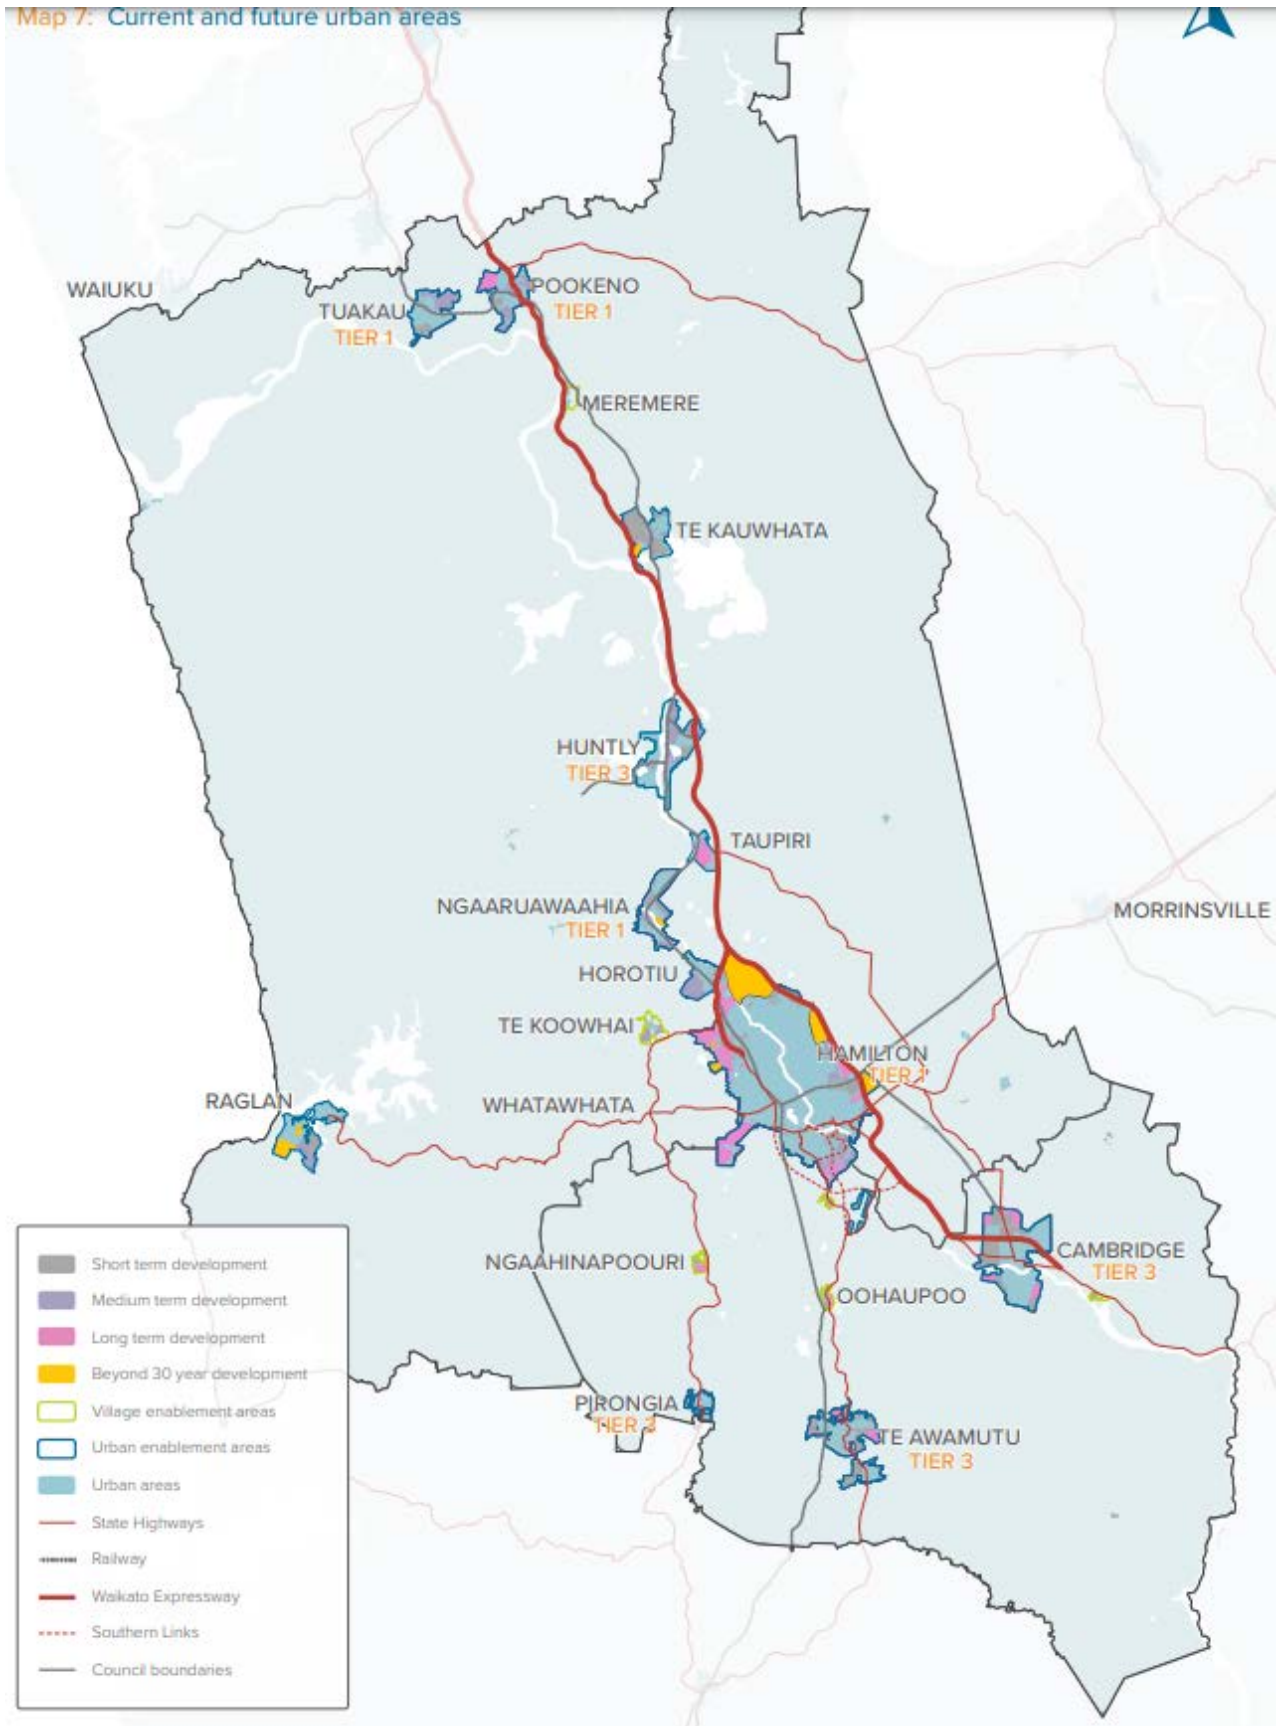 Map 7: Current and future urban areas
WAIUKU
POOKENO
TIER 1
TUAKAU
TIER 1
MEREMERE
TE KAUWHATA
HUNTLY
TIER 3
TAUPIRI
NGAARUAWAAHIA
TIER 1
MORRINSVILLE
HOROTIU
TE KOOWHAI
HAMILTON
TIER 1
RAGLAN
WHATAWHATA
NGAAHINAPOOURI
CAMBRIDGE
TIER 3
OOHAUPOO
PIRONGIA
TIER 3
TE AWAMUTU
TIER 3
Short term development
Medium term development
Long term development
Beyond 30 year development
Village enablement areas
Urban enablement areas
Urban areas
State Highways
Railway
Waikato Expressway
Southern Links
Council boundaries